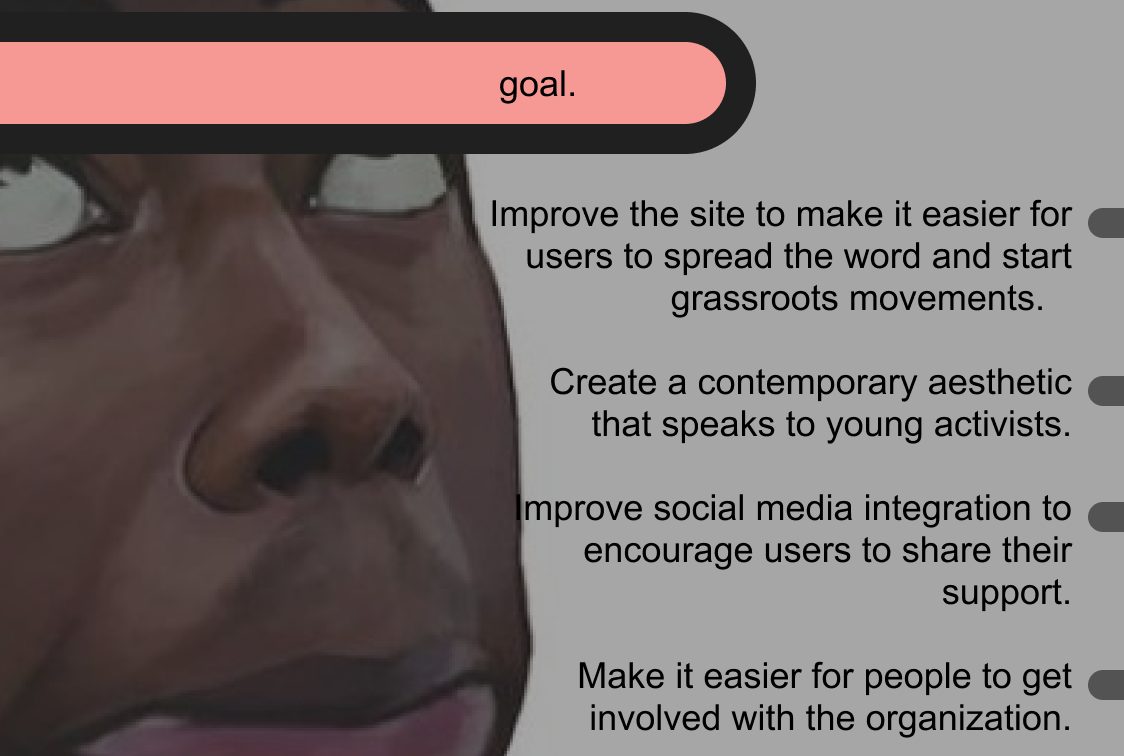 goal.
Improve the site to make it easier for
users to spread the word and start
grassroots movements.
Create a contemporary aesthetic
that speaks to young activists.
Improve social media integration to
encourage users to share their
support.
Make it easier for people to get
involved with the organization.